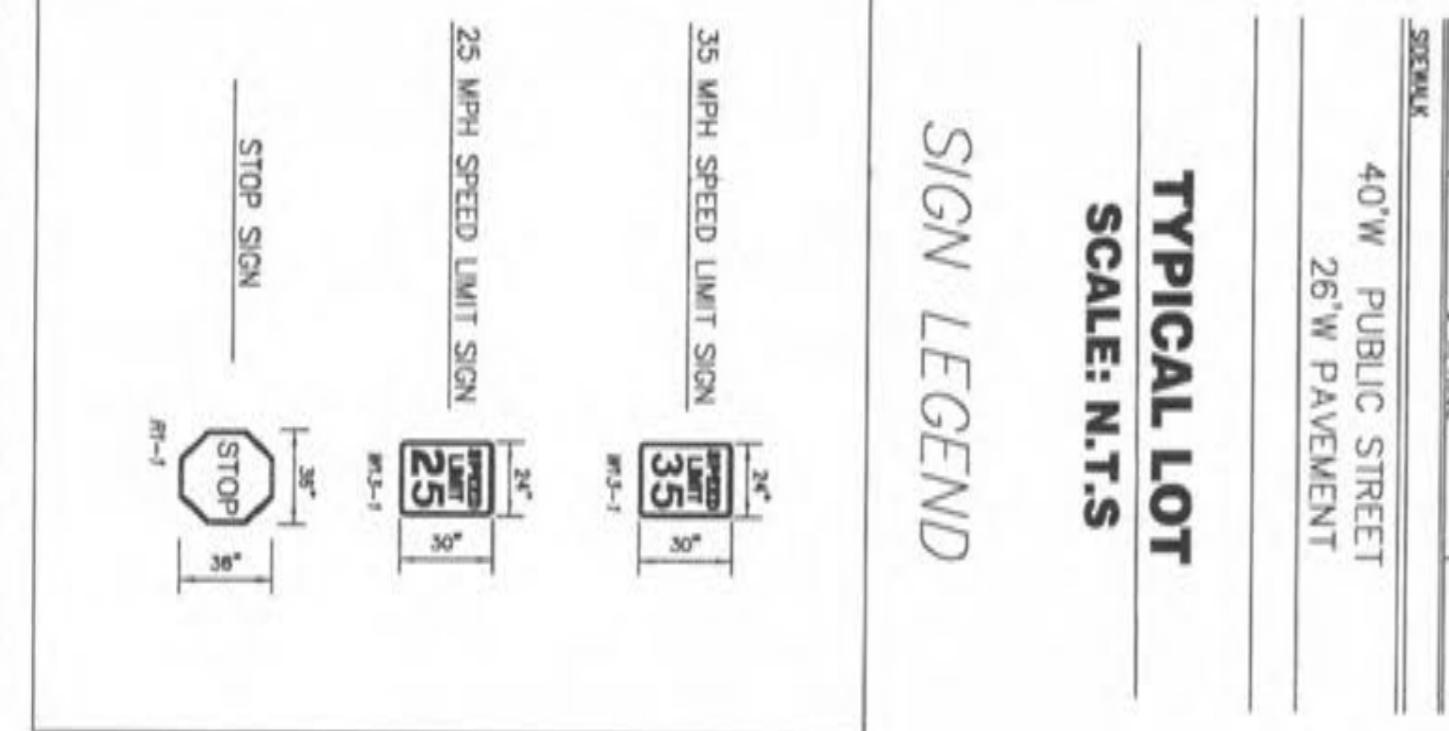 SIDEWALK
40'W PUBLIC STREET
26'W PAVEMENT
TYPICAL LOT
SCALE: N.T.S
SIGN LEGEND
35 MPH SPEED LIMIT SIGN
24"
SPEED
LIMIT
35
30"
25 MPH SPEED LIMIT SIGN
24"
SPEED
LIMIT
25
30"
STOP SIGN
36"
STOP
36"
R1-1